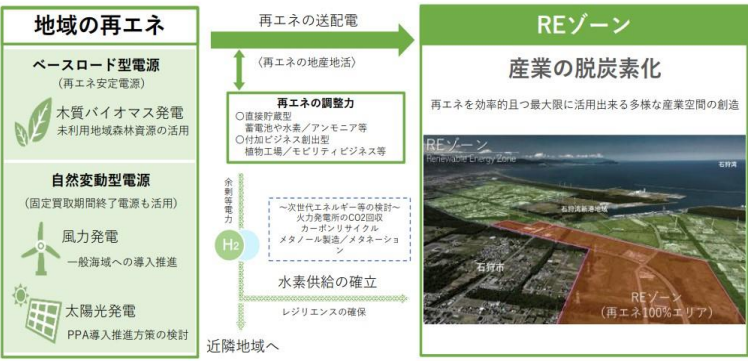 地域の再エネ
ベースロード型電源
(再エネ安定電源)
木質バイオマス発電
未利用地域森林資源の活用
自然変動型電源
(固定買取期間終了電源も活用)
風力発電
一般海域への導入推進
太陽光発電
PPA導入推進方策の検討
再エネの送配電
〈再エネの地産地活〉
再エネの調整力
○直接貯蔵型
蓄電池や水素/アンモニア等
○付加ビジネス創出型
植物工場/モビリティビジネス等
余剰等電力
H2
～次世代エネルギー等の検討～
火力発電所のCO2回収
カーボンリサイクル
メタノール製造/メタネーショ
ン
水素供給の確立
レジリエンスの確保
近隣地域へ
REゾーン
産業の脱炭素化
再エネを効率的且つ最大限に活用出来る多様な産業空間の創造
REゾーン
Renewable Energy Zone
石狩湾
石狩湾新港地域
石狩市
REゾーン
(再エネ100%エリア)